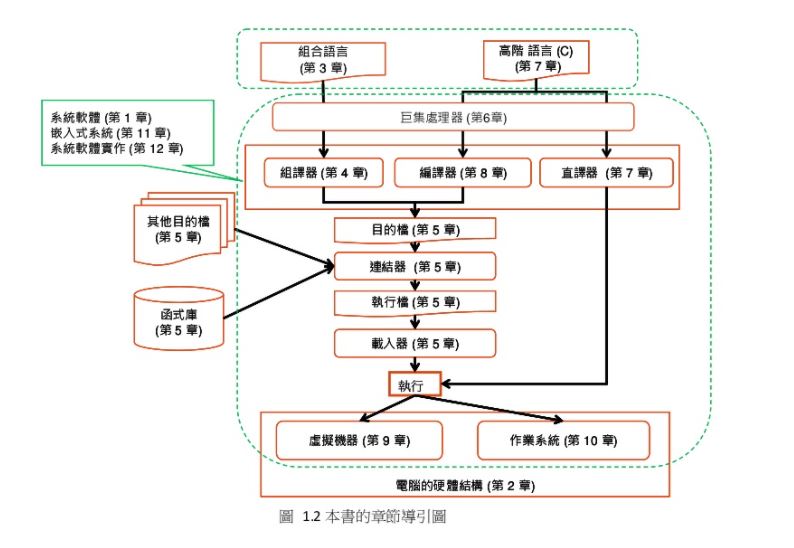 組合語言
(第 3 章)
高階 語言 (C)
(第 7 章)
系統軟體 (第 1 章)
嵌入式系統 (第 11 章)
系統軟體實作 (第 12 章)
巨集處理器 (第6章)
組譯器 (第 4 章)
編譯器 (第 8 章)
直譯器 (第 7 章)
其他目的檔
(第 5 章)
目的檔 (第 5 章)
連結器 (第 5 章)
函式庫
(第 5 章)
執行檔 (第 5 章)
載入器 (第 5 章)
執行
虛擬機器 (第 9 章)
作業系統 (第 10 章)
電腦的硬體結構 (第 2 章)
圖 1.2 本書的章節導引圖